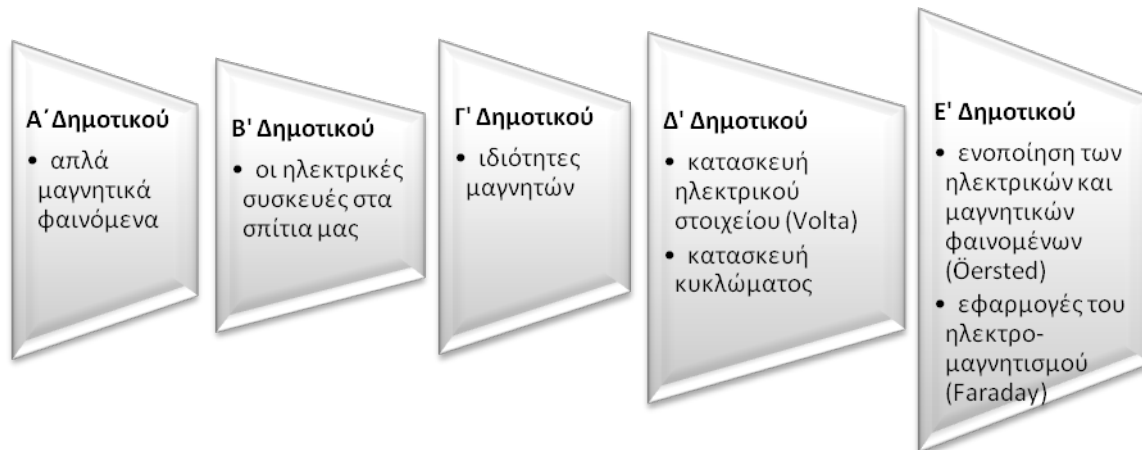 Α΄ Δημοτικού
• απλά
μαγνητικά
φαινόμενα
Β' Δημοτικού
• οι ηλεκτρικές
συσκευές στα
σπίτια μας
Γ' Δημοτικού
• ιδιότητες
μαγνητών
Δ' Δημοτικού
• κατασκευή
ηλεκτρικού
στοιχείου (Volta)
• κατασκευή
κυκλώματος
Ε' Δημοτικού
• ενοποίηση των
ηλεκτρικών και
μαγνητικών
φαινομένων
(Öersted)
• εφαρμογές του
ηλεκτρο-
μαγνητισμού
(Faraday)